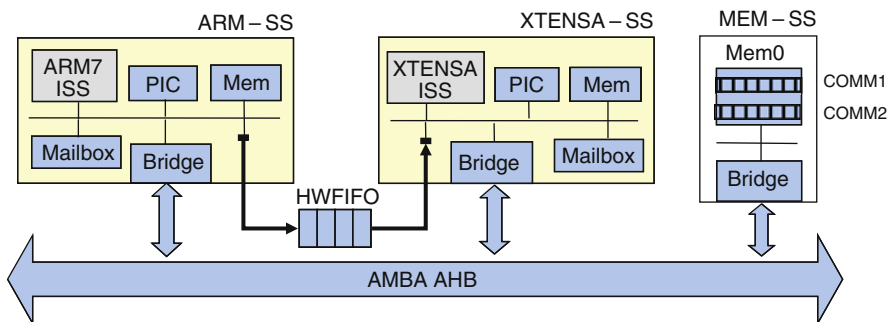 ARM – SS
XTENSA – SS
MEM – SS
ARM7
ISS
PIC
Mem
XTENSA
ISS
PIC
Mem
Mem0
COMM1
COMM2
Mailbox
Bridge
Bridge
Mailbox
Bridge
HWFIFO
AMBA AHB